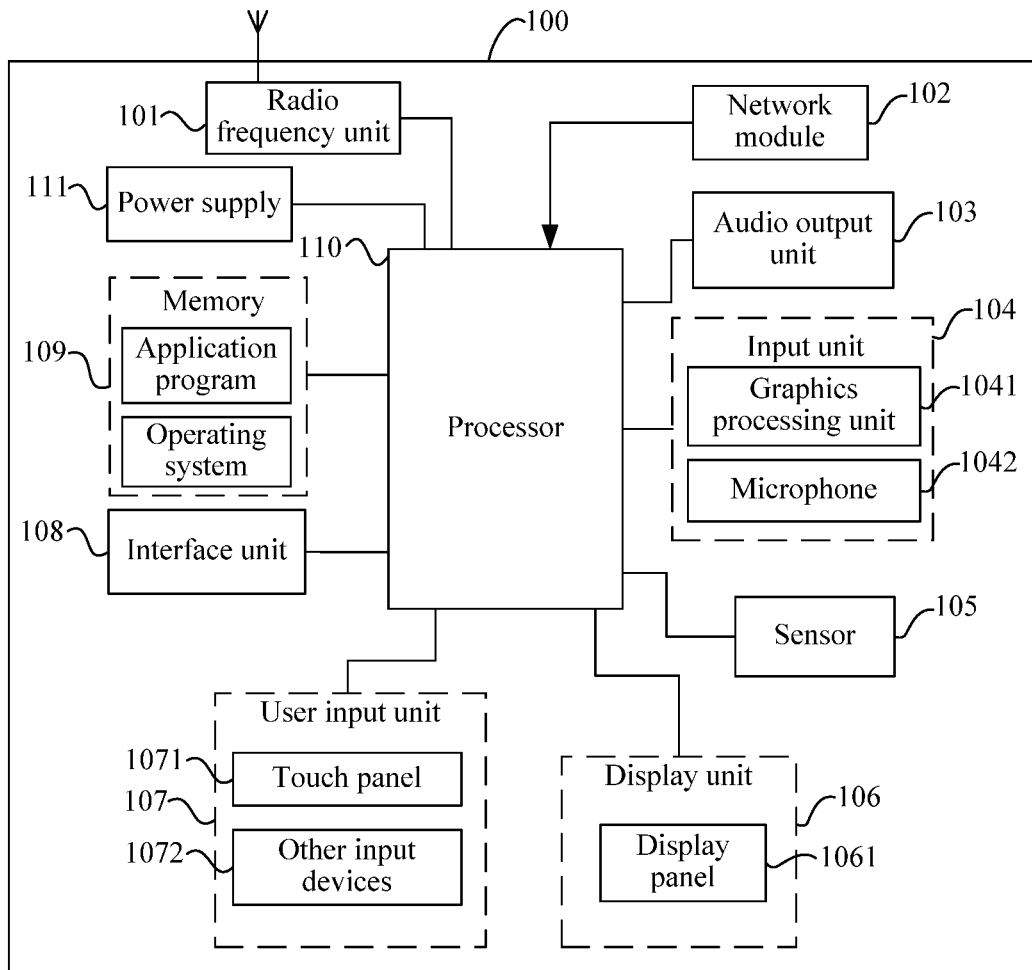 100
101
Radio
frequency unit
Network
module
102
111
Power supply
110
Audio output
unit
103
Memory
109
Application
program
Operating
system
Processor
104
Input unit
Graphics
processing unit
1041
Microphone
1042
108
Interface unit
Sensor
105
User input unit
1071
Touch panel
107
1072
Other input
devices
Display unit
106
Display
panel
1061